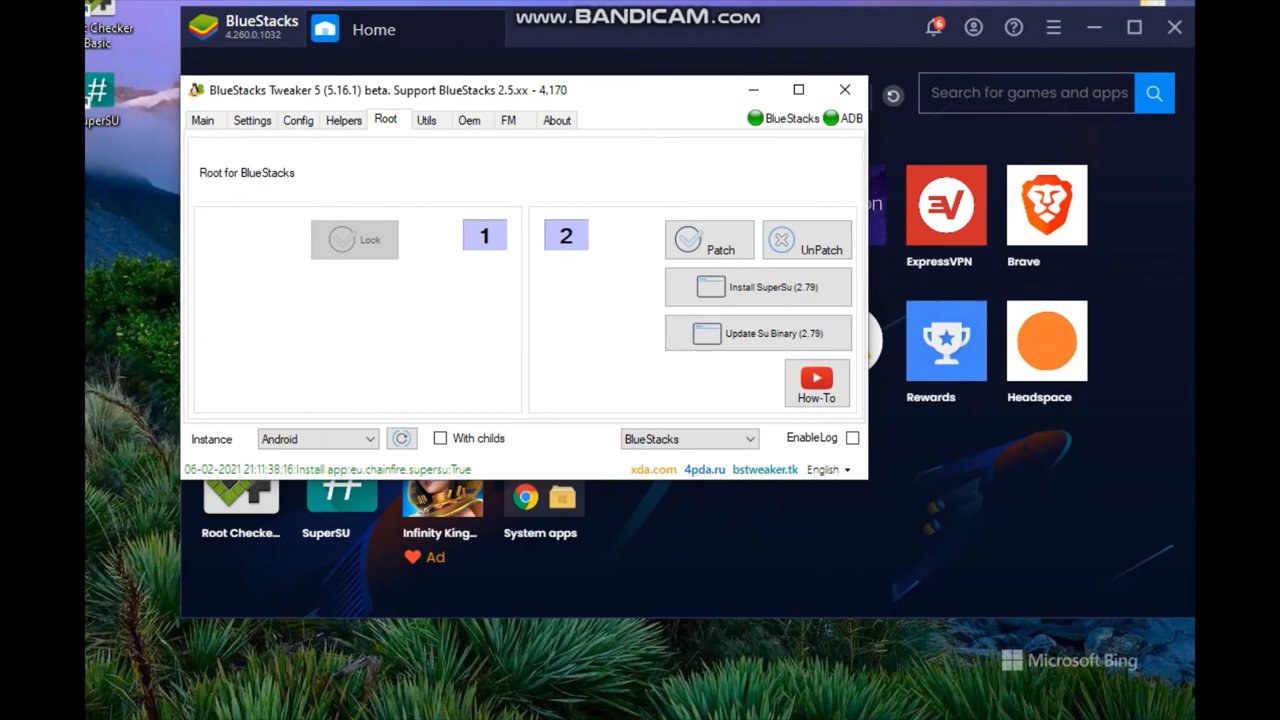 www.BANDICAM.com
Checker
Basic
BlueStacks
4.260.0.1032
Home
6
BlueStacks Tweaker 5 (5.16.1) beta. Support BlueStacks 2.5.xx - 4.170
Search for games and apps
#
Main Settings Config Helpers Root Utils Oem FM About
BlueStacks ADB
Root for BlueStacks
Lock
1
2
Patch
UnPatch
Install SuperSu (2.79)
Update Su Binary (2.79)
How-To
EV
ExpressVPN
Brave
Rewards
Headspace
Instance
Android
With childs
BlueStacks
EnableLog
06-02-2021 21:11:38:16:Install app:eu.chainfire.supersu:True
xda.com 4pda.ru bstweaker.tk English
#
Root Checke...
SuperSU
Infinity King...
System apps
Ad
Microsoft Bing